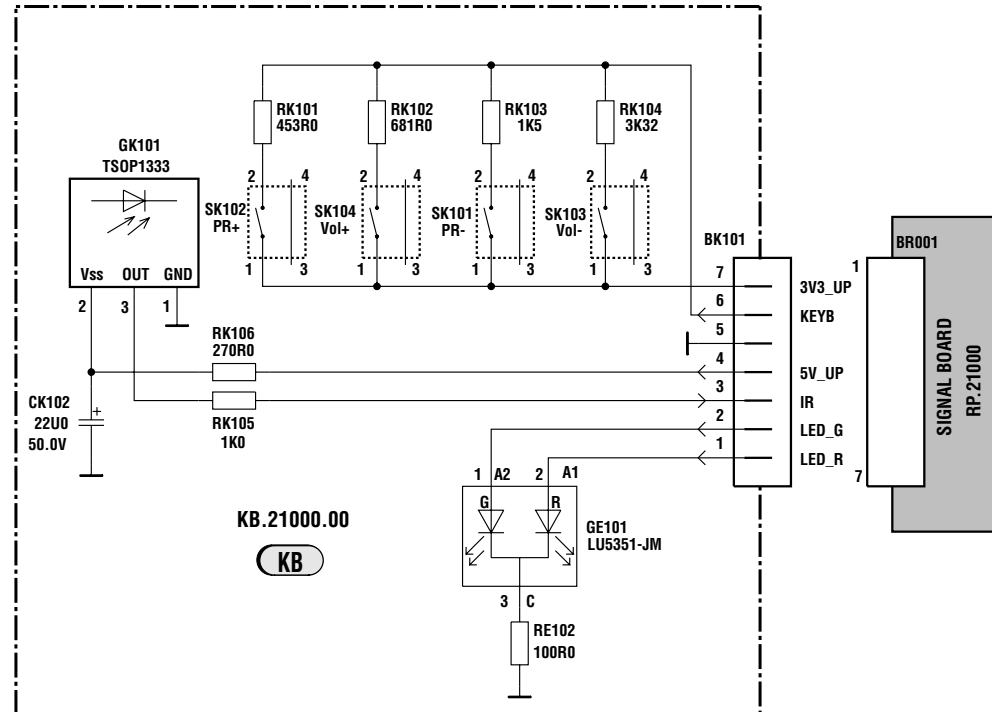 RK101
453R0
RK102
681R0
RK103
1K5
RK104
3K32
GK101
TSOP1333
2 4
2 4
2 4
2 4
SK102
PR+
SK104
Vol+
SK101
PR-
SK103
Vol-
1 3
1 3
1 3
1 3
Vss OUT GND
2 3 1
BK101
7 3V3_UP
6 KEYB
5
4 5V_UP
3 IR
2 LED_G
1 LED_R
BR001
1
7
SIGNAL BOARD
RP.21000
RK106
270R0
RK105
1K0
CK102
22U0
50.0V
+
1 A2 2 A1
G R
GE101
LU5351-JM
3 C
RE102
100R0
KB.21000.00
KB